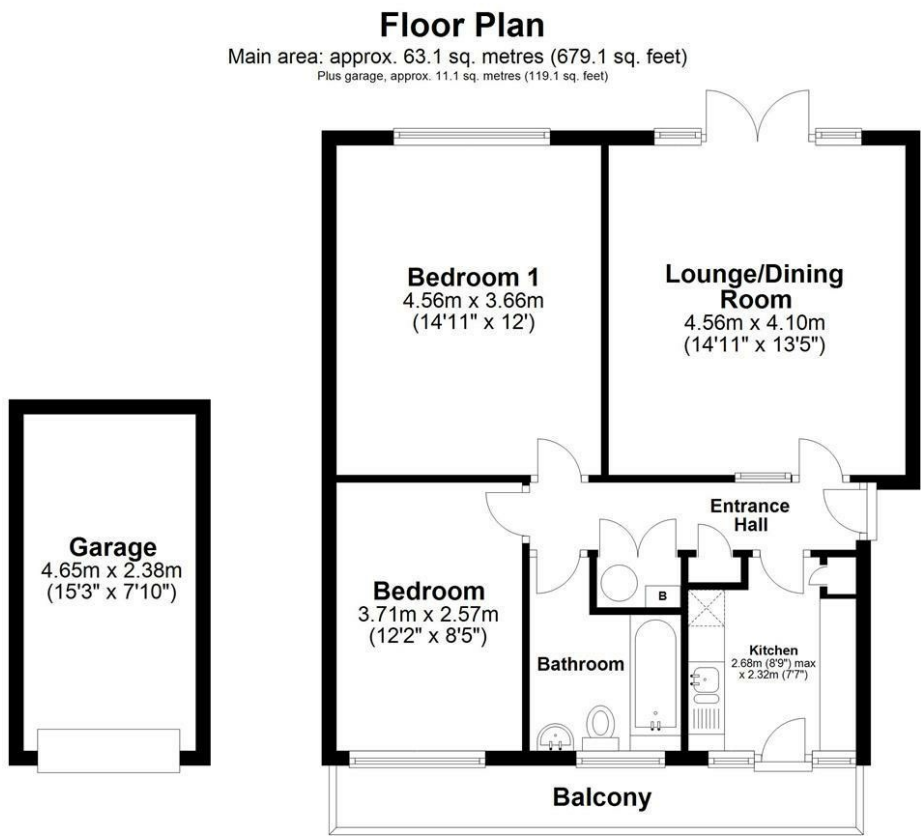 Floor Plan
Main area: approx. 63.1 sq. metres (679.1 sq. feet)
Plus garage, approx. 11.1 sq. metres (119.1 sq. feet)
Bedroom 1
4.56m x 3.66m
(14'11" x 12')
Lounge/Dining
Room
4.56m x 4.10m
(14'11" x 13'5")
Entrance
Hall
Garage
4.65m x 2.38m
(15'3" x 7'10")
Bedroom
3.71m x 2.57m
(12'2" x 8'5")
B
Bathroom
Kitchen
2.68m (8'9") max
x 2.32m (7'7")
Balcony